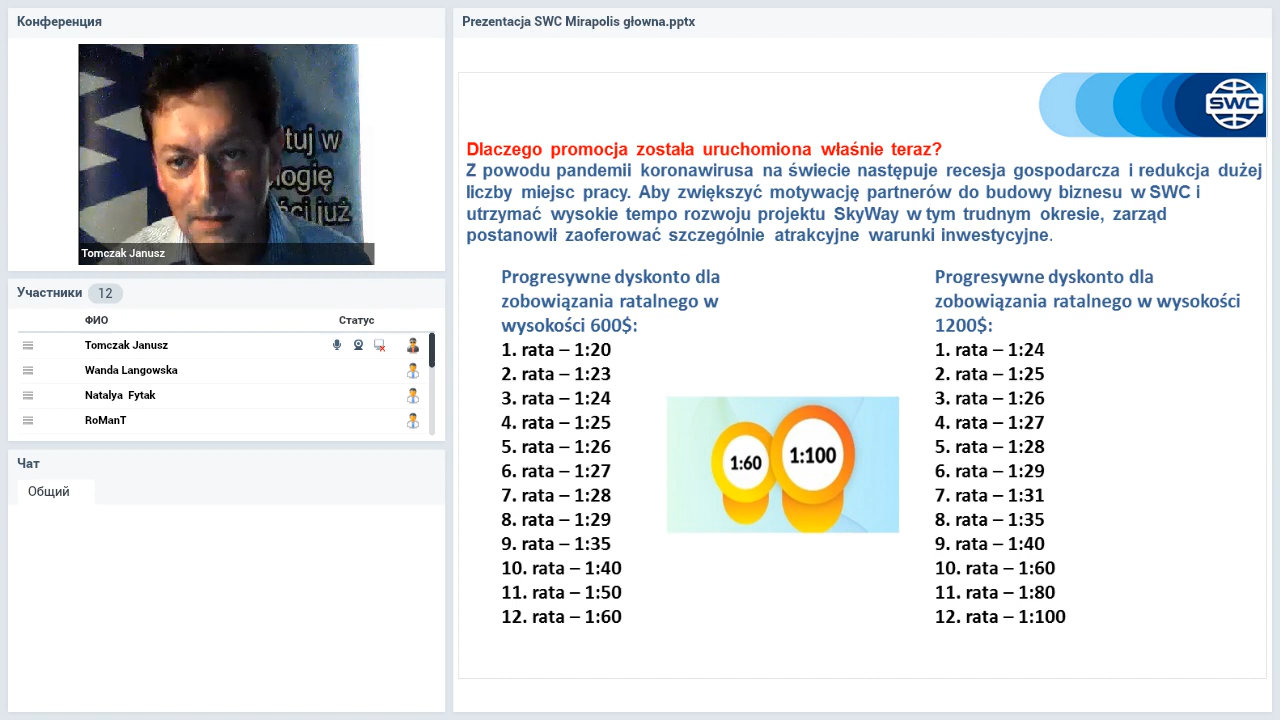 Конференция
tuj w
logię
ści już
Tomczak Janusz
Участники 12
ФИО Статус
Tomczak Janusz
Wanda Langowska
Natalya Fytak
RoManT
Чат
Общий
Prezentacja SWC Mirapolis głowna.pptx
SWC
Dlaczego promocja została uruchomiona właśnie teraz?
Z powodu pandemii koronawirusa na świecie następuje recesja gospodarcza i redukcja dużej
liczby miejsc pracy. Aby zwiększyć motywację partnerów do budowy biznesu w SWC i
utrzymać wysokie tempo rozwoju projektu SkyWay w tym trudnym okresie, zarząd
postanowił zaoferować szczególnie atrakcyjne warunki inwestycyjne.
Progresywne dyskonto dla
zobowiązania ratalnego w
wysokości 600$:
1. rata – 1:20
2. rata – 1:23
3. rata – 1:24
4. rata – 1:25
5. rata – 1:26
6. rata – 1:27
7. rata – 1:28
8. rata – 1:29
9. rata – 1:35
10. rata – 1:40
11. rata – 1:50
12. rata – 1:60
1:60
1:100
Progresywne dyskonto dla
zobowiązania ratalnego w wysokości
1200$:
1. rata – 1:24
2. rata – 1:25
3. rata – 1:26
4. rata – 1:27
5. rata – 1:28
6. rata – 1:29
7. rata – 1:31
8. rata – 1:35
9. rata – 1:40
10. rata – 1:60
11. rata – 1:80
12. rata – 1:100